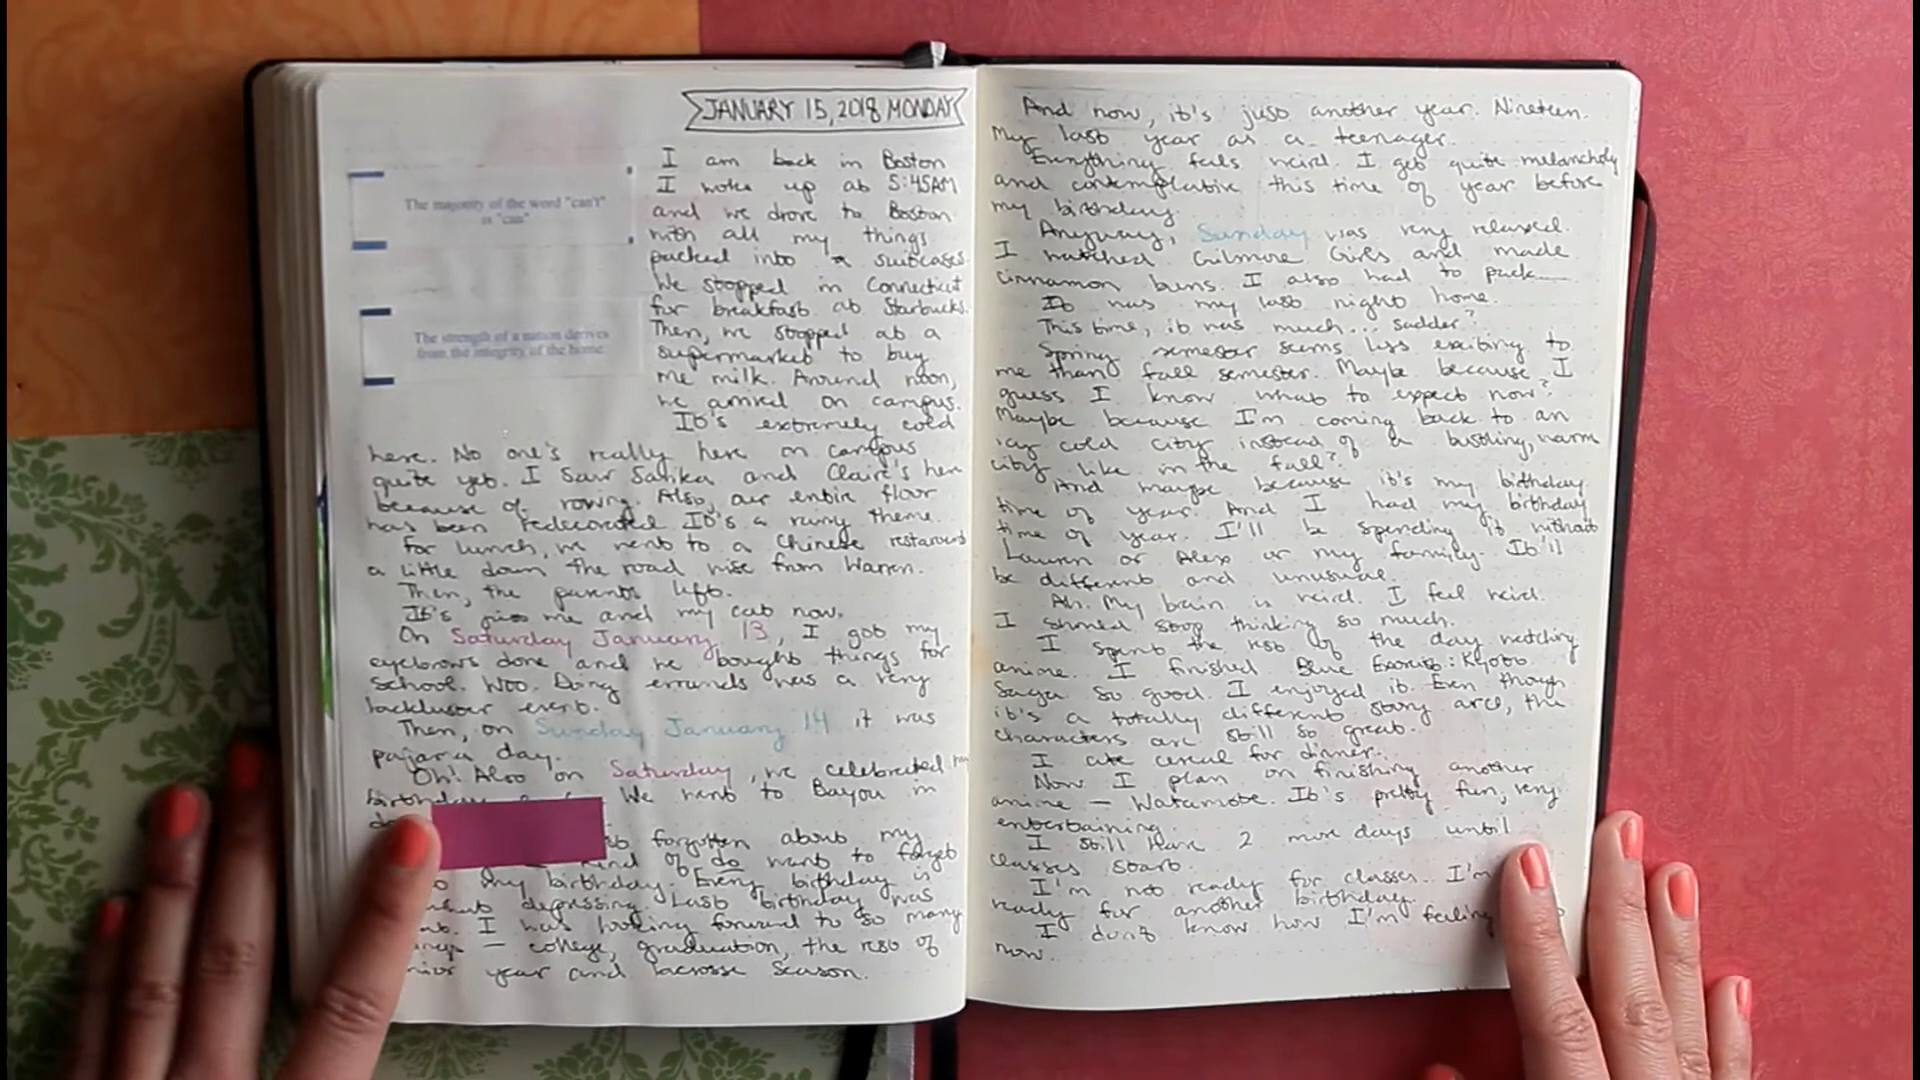 JANUARY 15, 2018 MONDAY
The majority of the word "can't"
is "can"
The strength of a nation derives
from the integrity of the home
I am back in Boston
I woke up at 5:45AM
and we drove to Boston
with all my things
packed into suitcases.
We stopped in Connecticut
for breakfast at Starbucks.
Then, we stopped at a
supermarket to buy
me milk. Around noon,
we arrived on campus.
It's extremely cold
here. No one's really here on campus
quite yet. I saw and Claire's here
because of rowing. Also, our entire floor
has been redecorated. It's a theme.
For lunch, we went to a Chinese restaurant
a little down the road from Warren.
Then, the parents left.
It's just me and my cat now.
On Saturday January 13, I got my
eyebrows done and we bought things for
school. Woo. Doing errands was a very
lackluster event.
Then, on Sunday January 14 it was
pajama day.
Oh! Also on Saturday, we celebrated my
birthday We went to Bayou in
forgotten about my
kind of do want to forget
my birthday. Every birthday is
depressing. Last birthday was
I was looking forward to so many
— college, graduation, the rest of
year and lacrosse season.
And now, it's just another year. Nineteen.
My last year as a teenager.
Everything feels weird. I get quite melancholy
and contemplative this time of year before
my birthday.
Anyway, Sunday was very relaxed.
I watched Gilmore Girls and made
cinnamon buns. I also had to pack
It was my last night home.
This time, it was much... sadder?
Spring semester seems less exciting to
me than fall semester. Maybe because I
guess I know what to expect now?
Maybe because I'm coming back to an
icy cold city instead of a bustling, warm
city like in the fall?
And maybe because it's my birthday
time of year. And I had my birthday
time of year. I'll be spending it without
Lauren or Alex or my family. It'll
be different and unusual.
Ah. My brain is weird. I feel weird.
I should stop thinking so much.
I spent the rest of the day watching
anime. I finished Blue Exorcist: Kyoto
Saga so good. I enjoyed it. Even though
it's a totally different story arc, the
characters are still so great.
I ate cereal for dinner.
Now I plan on finishing another
anime — Watamote. It's pretty fun, very
entertaining.
I still have 2 more days until
classes start.
I'm not ready for classes. I'm
ready for another birthday.
I don't know how I'm feeling
now.